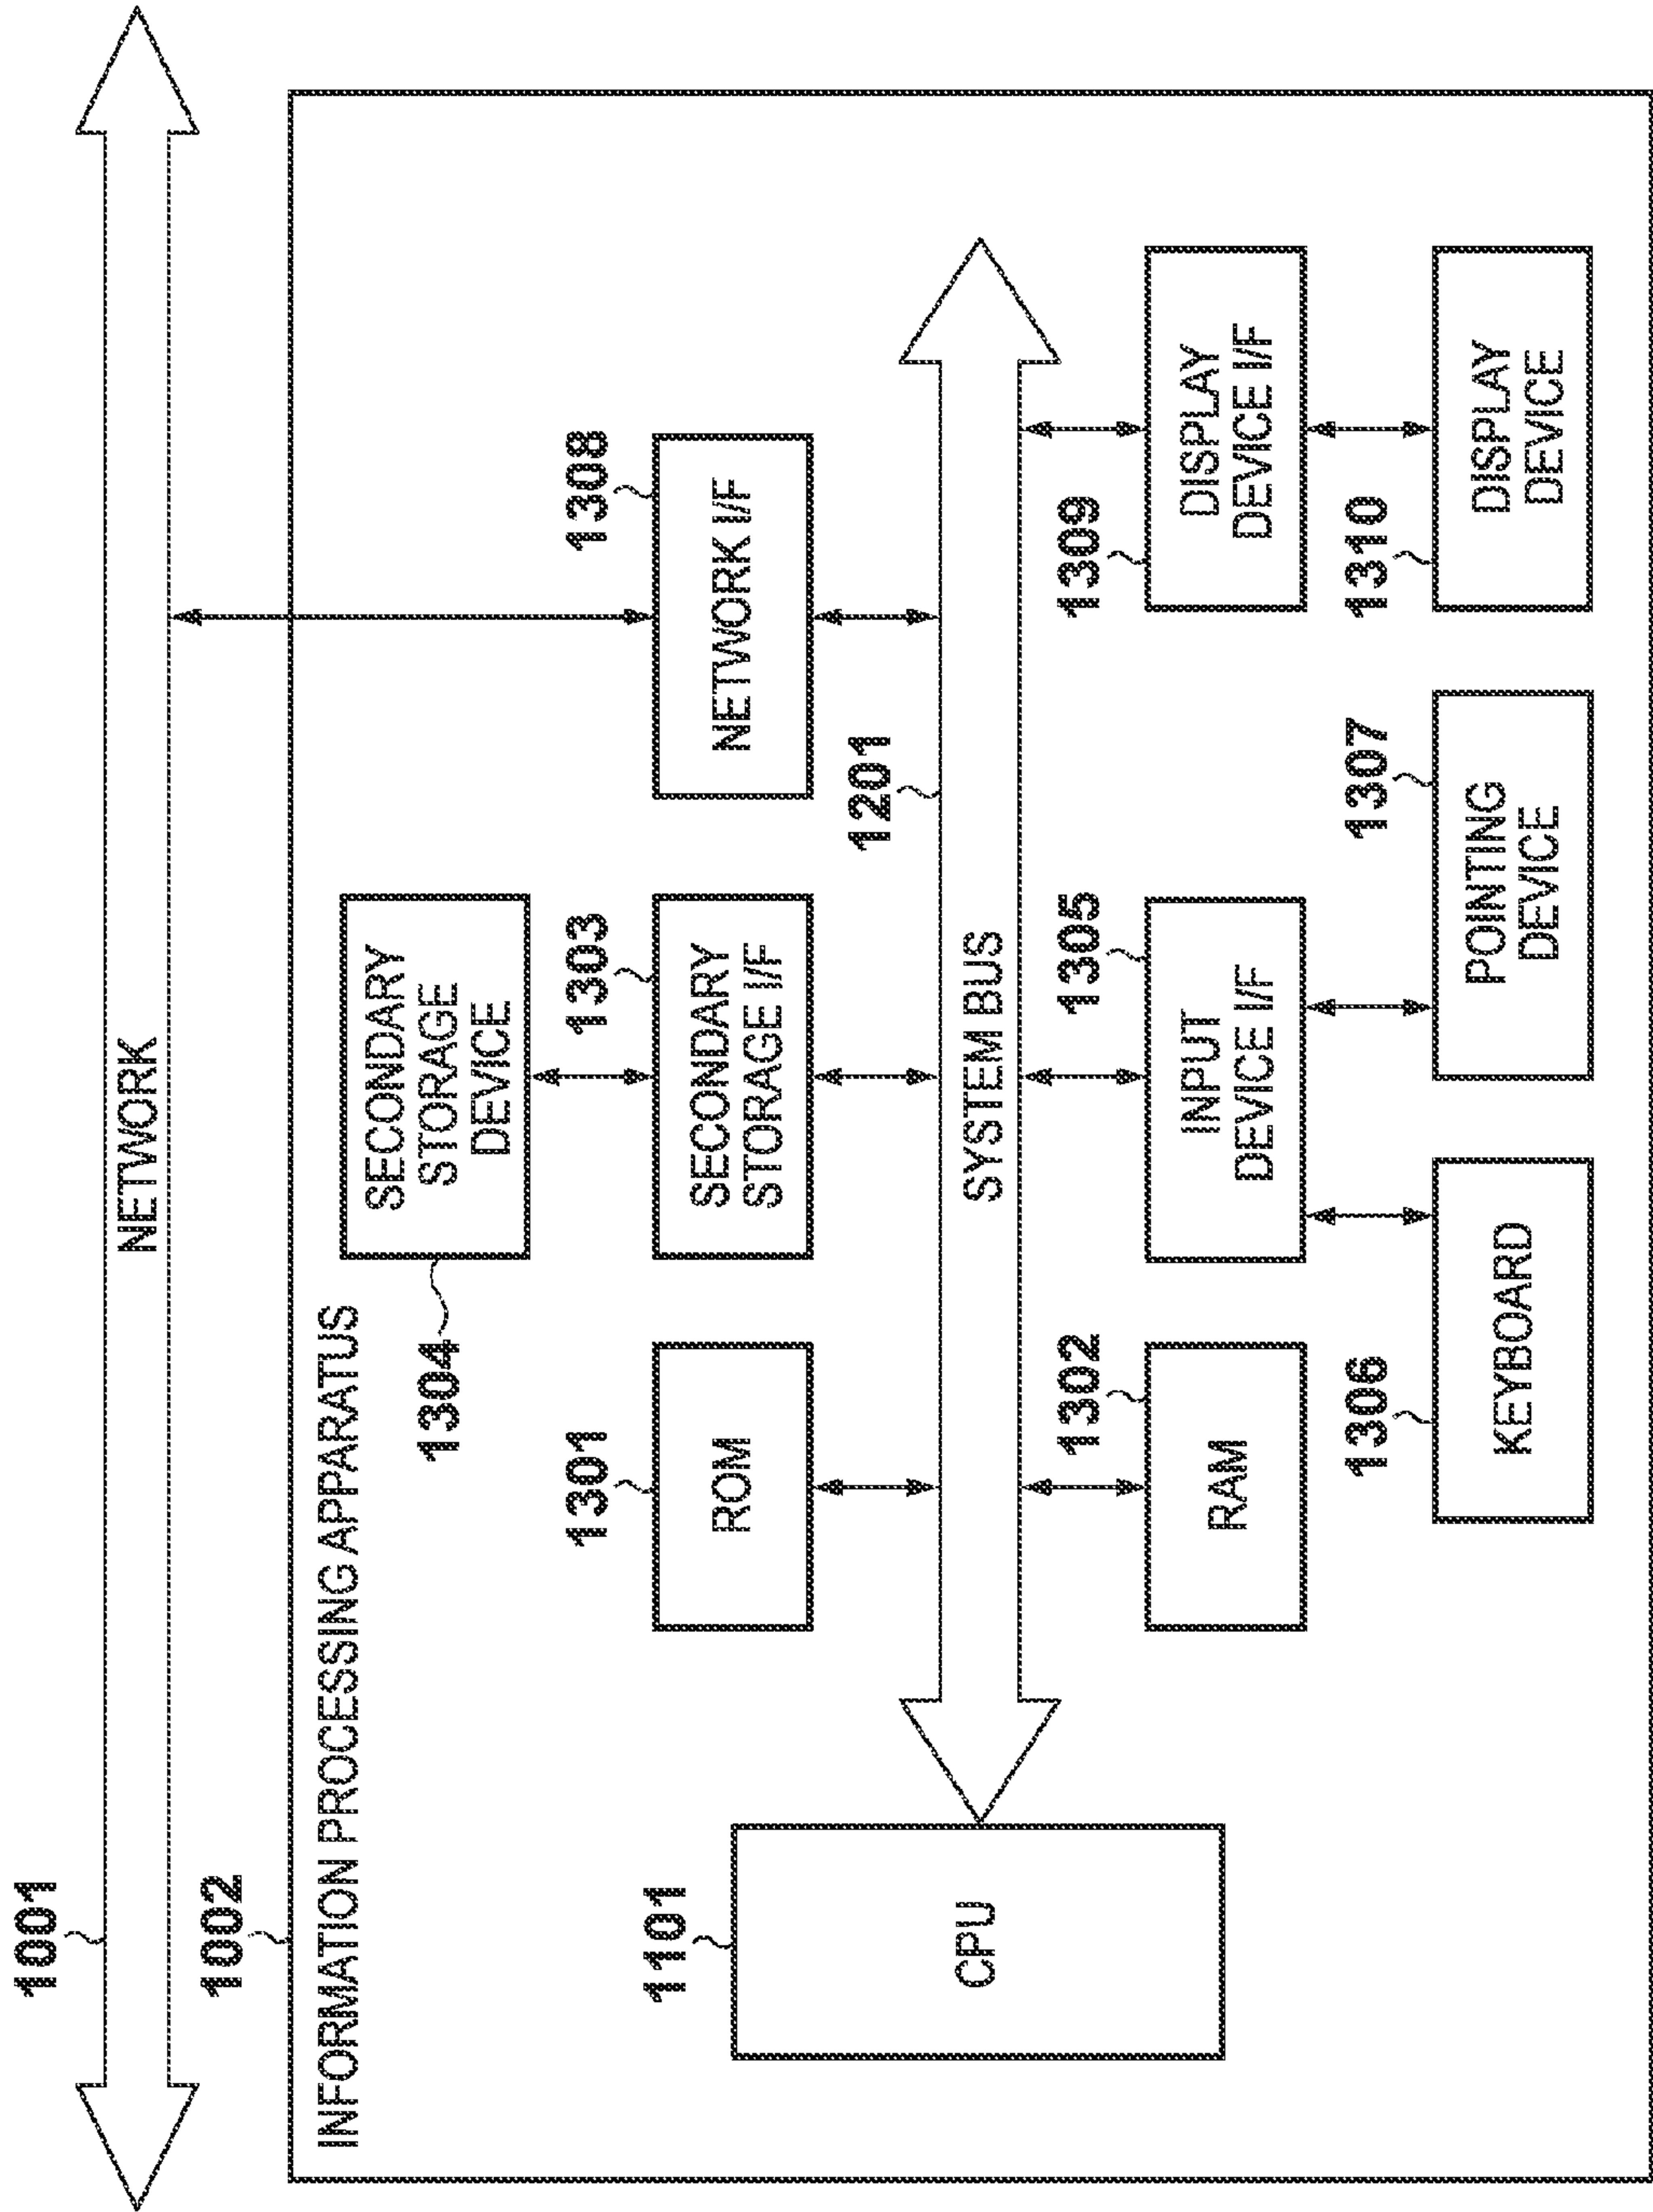 1001
NETWORK
1002
INFORMATION PROCESSING APPARATUS
1304
SECONDARY
STORAGE
DEVICE
1301
ROM
1303
SECONDARY
STORAGE I/F
1308
NETWORK I/F
1101
CPU
1201
SYSTEM BUS
1302
RAM
1305
INPUT
DEVICE I/F
1309
DISPLAY
DEVICE I/F
1306
KEYBOARD
1307
POINTING
DEVICE
1310
DISPLAY
DEVICE